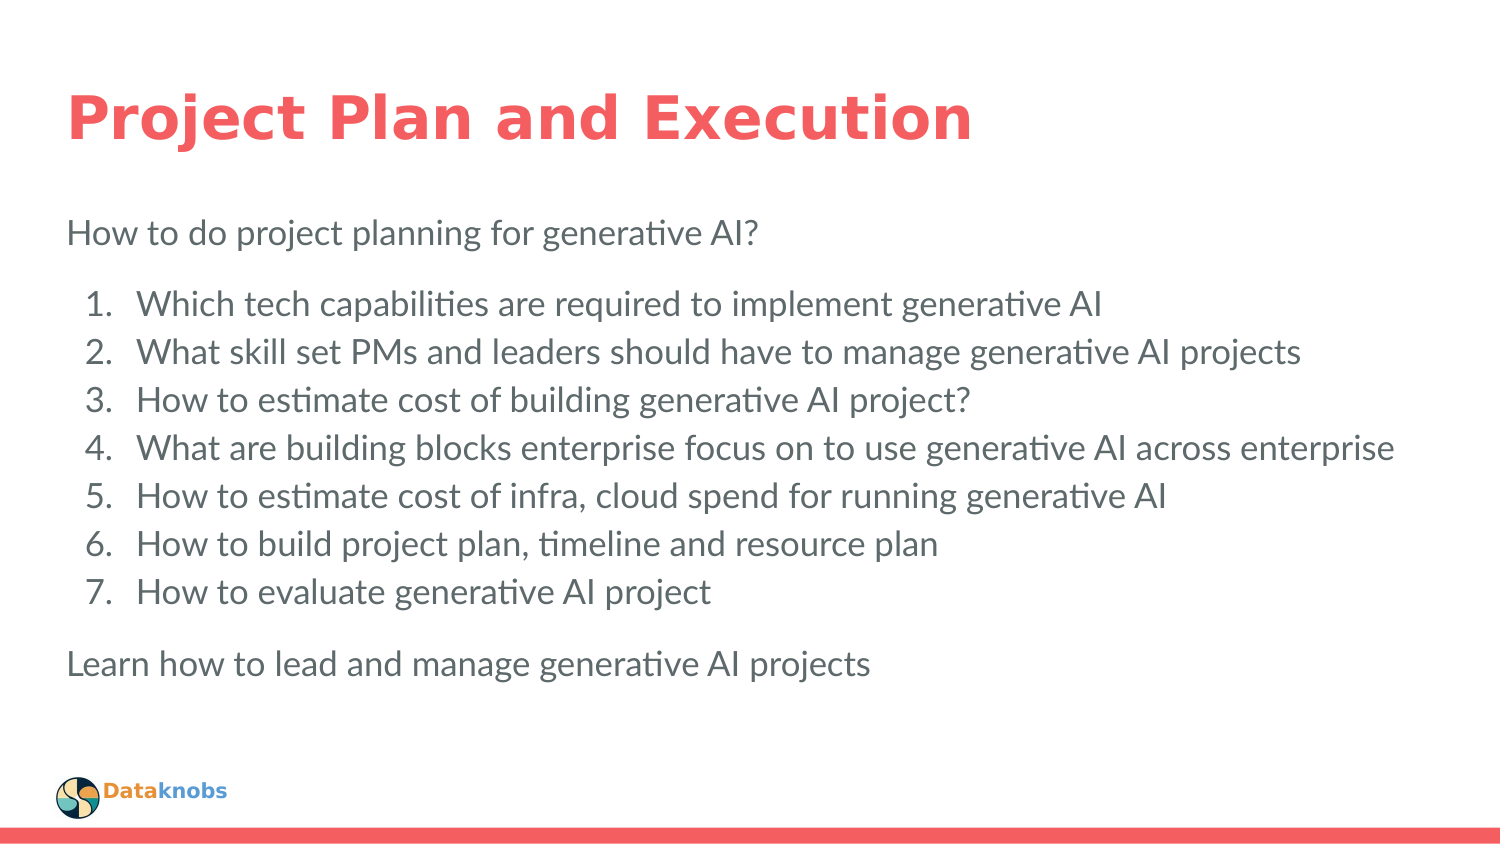 Project Plan and Execution
How to do project planning for generative AI?
1. Which tech capabilities are required to implement generative AI
2. What skill set PMs and leaders should have to manage generative AI projects
3. How to estimate cost of building generative AI project?
4. What are building blocks enterprise focus on to use generative AI across enterprise
5. How to estimate cost of infra, cloud spend for running generative AI
6. How to build project plan, timeline and resource plan
7. How to evaluate generative AI project
Learn how to lead and manage generative AI projects
Dataknobs